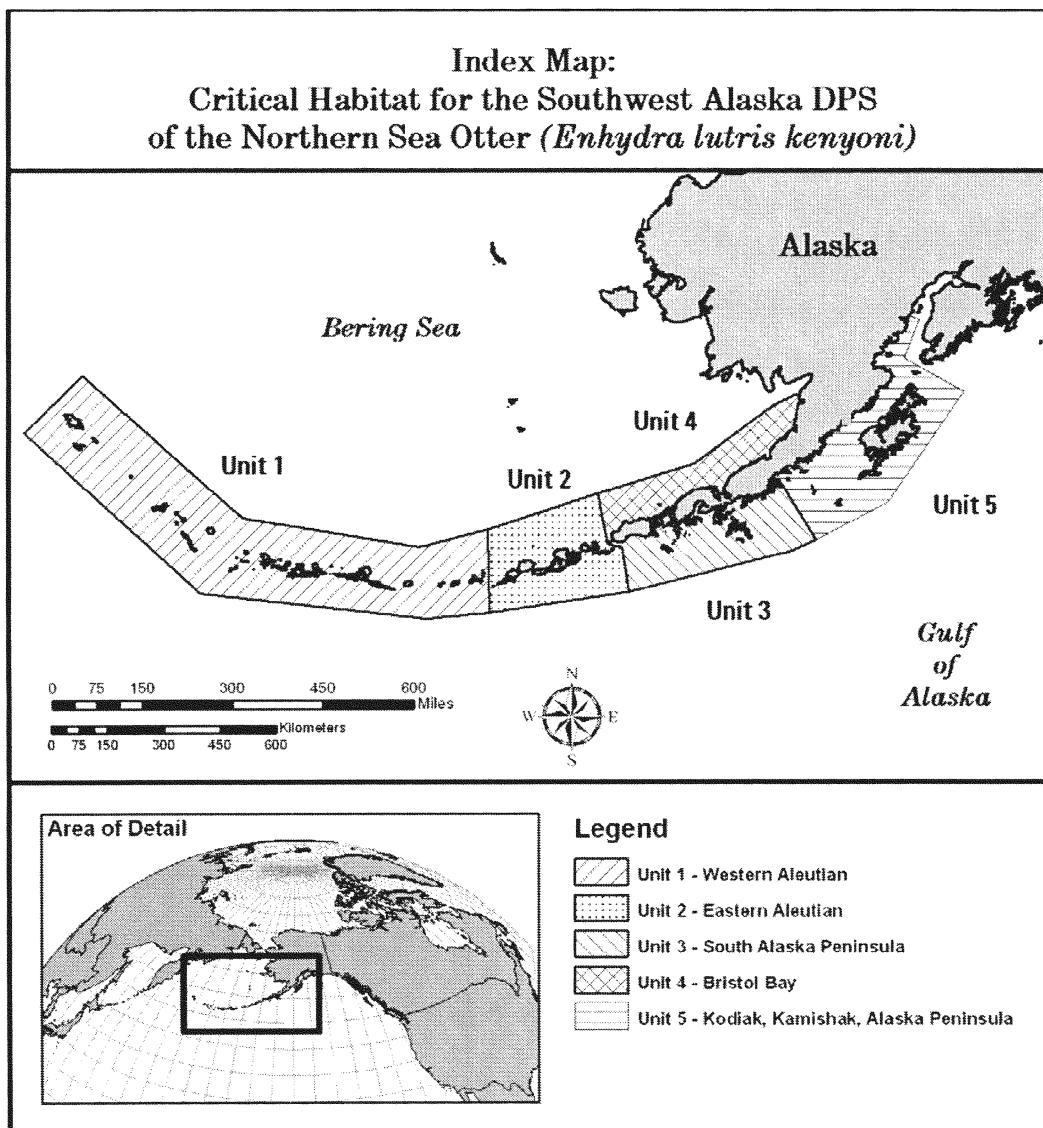 Index Map:
Critical Habitat for the Southwest Alaska DPS
of the Northern Sea Otter (Enhydra lutris kenyoni)
Alaska
Bering Sea
Unit 4
Unit 1
Unit 2
Unit 5
Unit 3
Gulf
of
Alaska
0 75 150 300 450 600
Miles
Kilometers
0 75 150 300 450 600
N
W E
S
Area of Detail
Legend
Unit 1 - Western Aleutian
Unit 2 - Eastern Aleutian
Unit 3 - South Alaska Peninsula
Unit 4 - Bristol Bay
Unit 5 - Kodiak, Kamishak, Alaska Peninsula